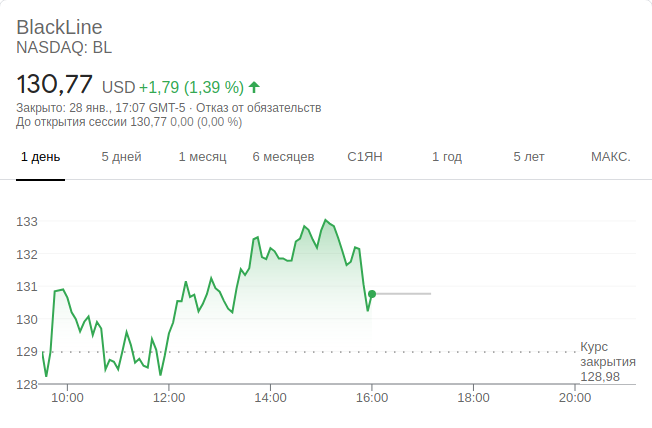 BlackLine
NASDAQ: BL
130,77 USD +1,79 (1,39 %)
Закрыто: 28 янв., 17:07 GMT-5 · Отказ от обязательств
До открытия сессии 130,77 0,00 (0,00 %)
1 день 5 дней 1 месяц 6 месяцев С1ЯН 1 год 5 лет МАКС.
133
132
131
130
129
128
Курс
закрытия
128,98
10:00 12:00 14:00 16:00 18:00 20:00